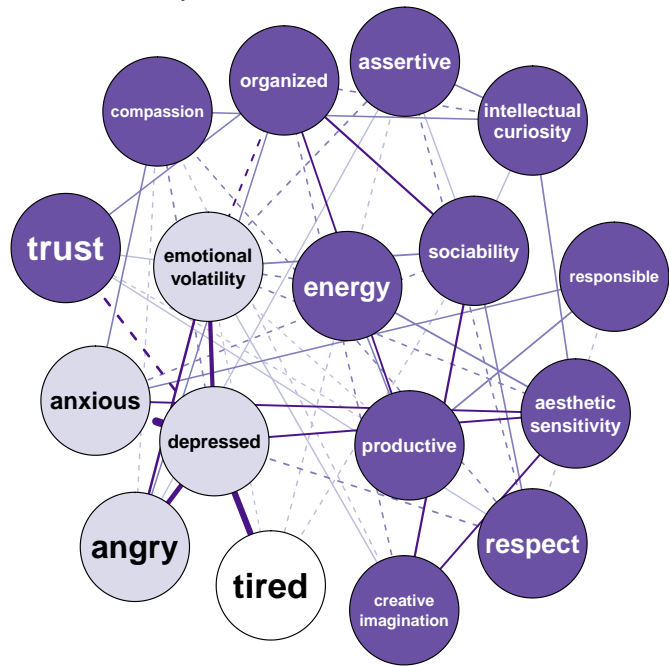 assertive
organized
compassion
intellectual
curiosity
trust
emotional
volatility
sociability
energy
responsible
anxious
aesthetic
sensitivity
depressed
productive
angry
respect
tired
creative
imagination